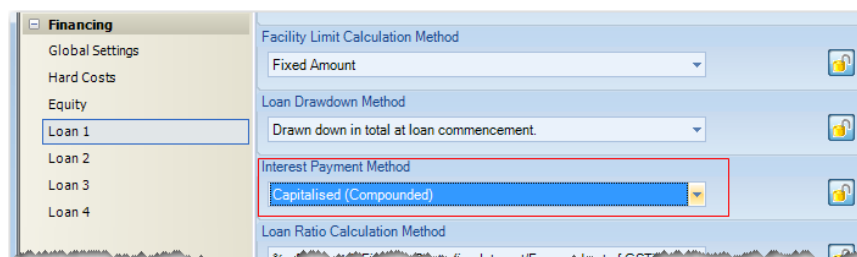 Financing
Global Settings
Hard Costs
Equity
Loan 1
Loan 2
Loan 3
Loan 4
Facility Limit Calculation Method
Fixed Amount
Loan Drawdown Method
Drawn down in total at loan commencement.
Interest Payment Method
Capitalised (Compounded)
Loan Ratio Calculation Method